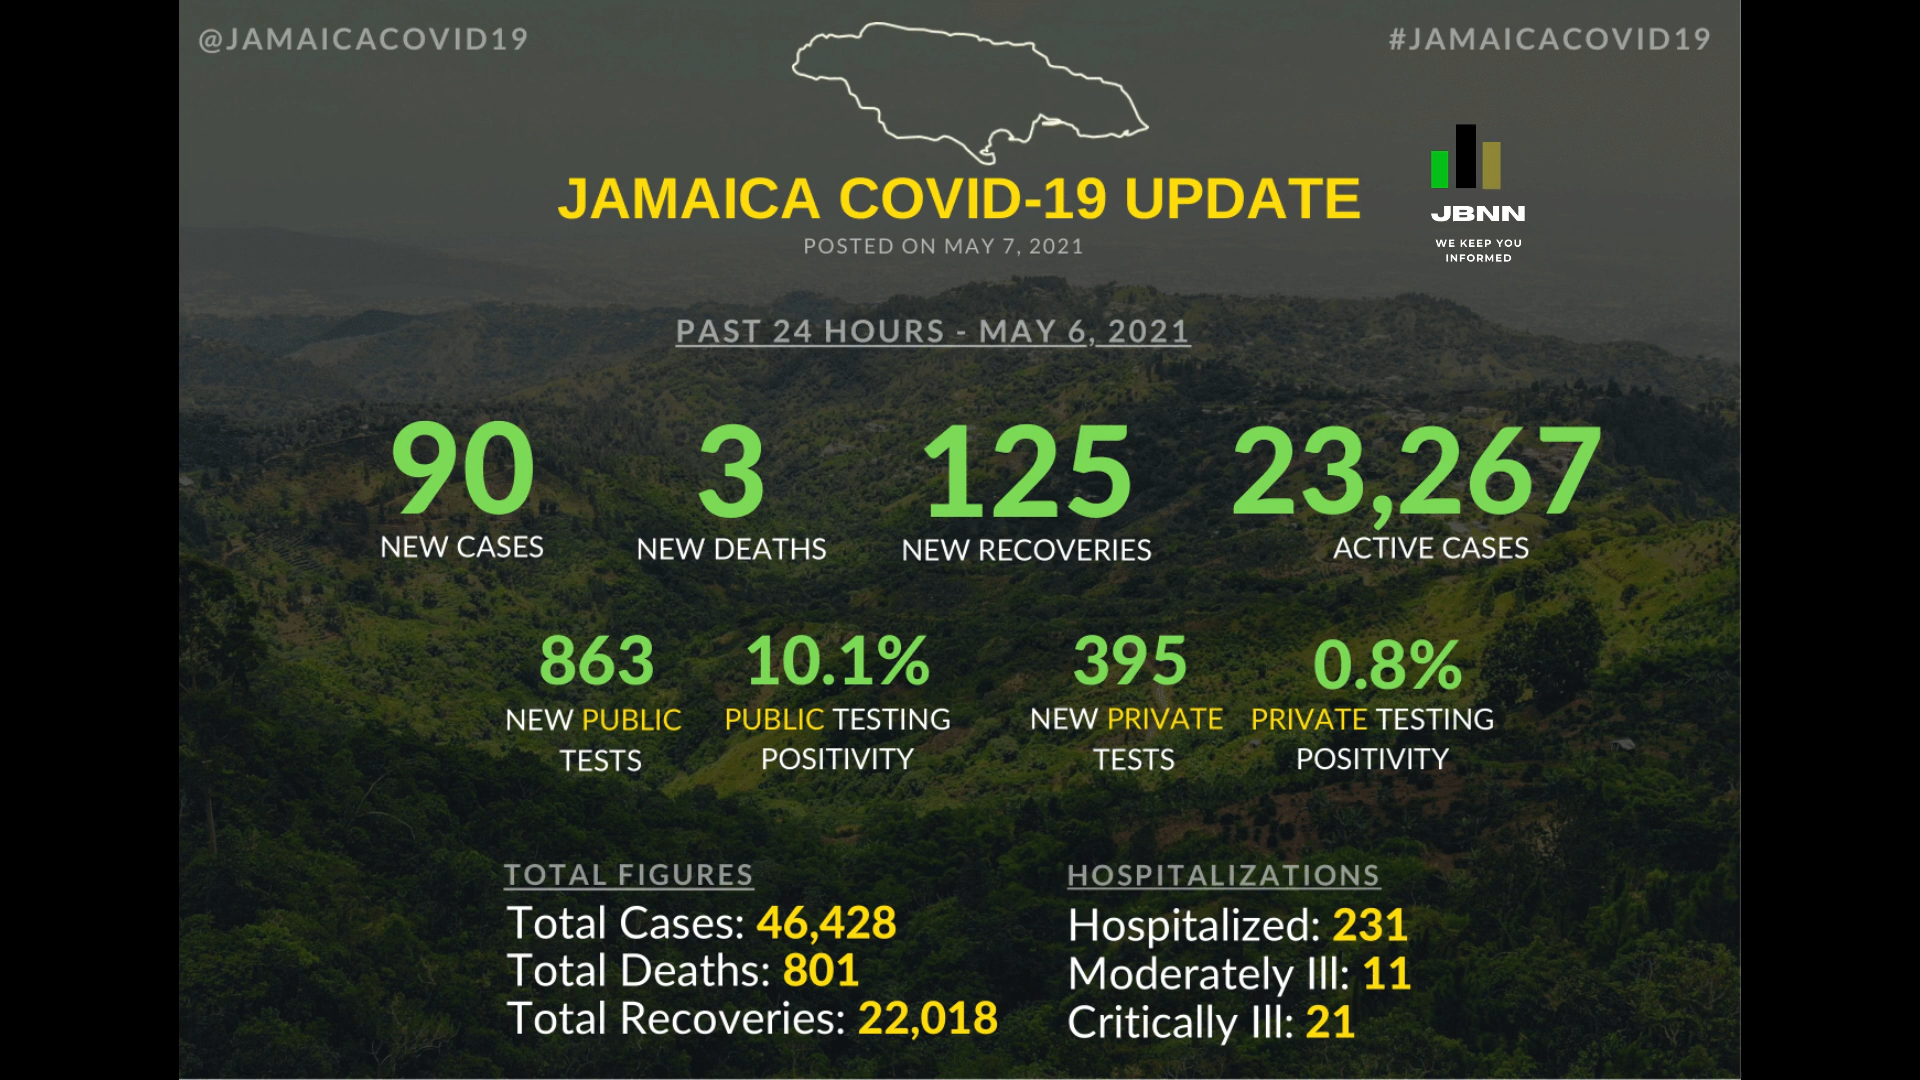 @JAMAICACOVID19
#JAMAICACOVID19
JAMAICA COVID-19 UPDATE
POSTED ON MAY 7, 2021
JBNN
WE KEEP YOU
INFORMED
PAST 24 HOURS - MAY 6, 2021
90
NEW CASES
3
NEW DEATHS
125
NEW RECOVERIES
23,267
ACTIVE CASES
863
NEW PUBLIC
TESTS
10.1%
PUBLIC TESTING
POSITIVITY
395
NEW PRIVATE
TESTS
0.8%
PRIVATE TESTING
POSITIVITY
TOTAL FIGURES
Total Cases: 46,428
Total Deaths: 801
Total Recoveries: 22,018
HOSPITALIZATIONS
Hospitalized: 231
Moderately Ill: 11
Critically Ill: 21